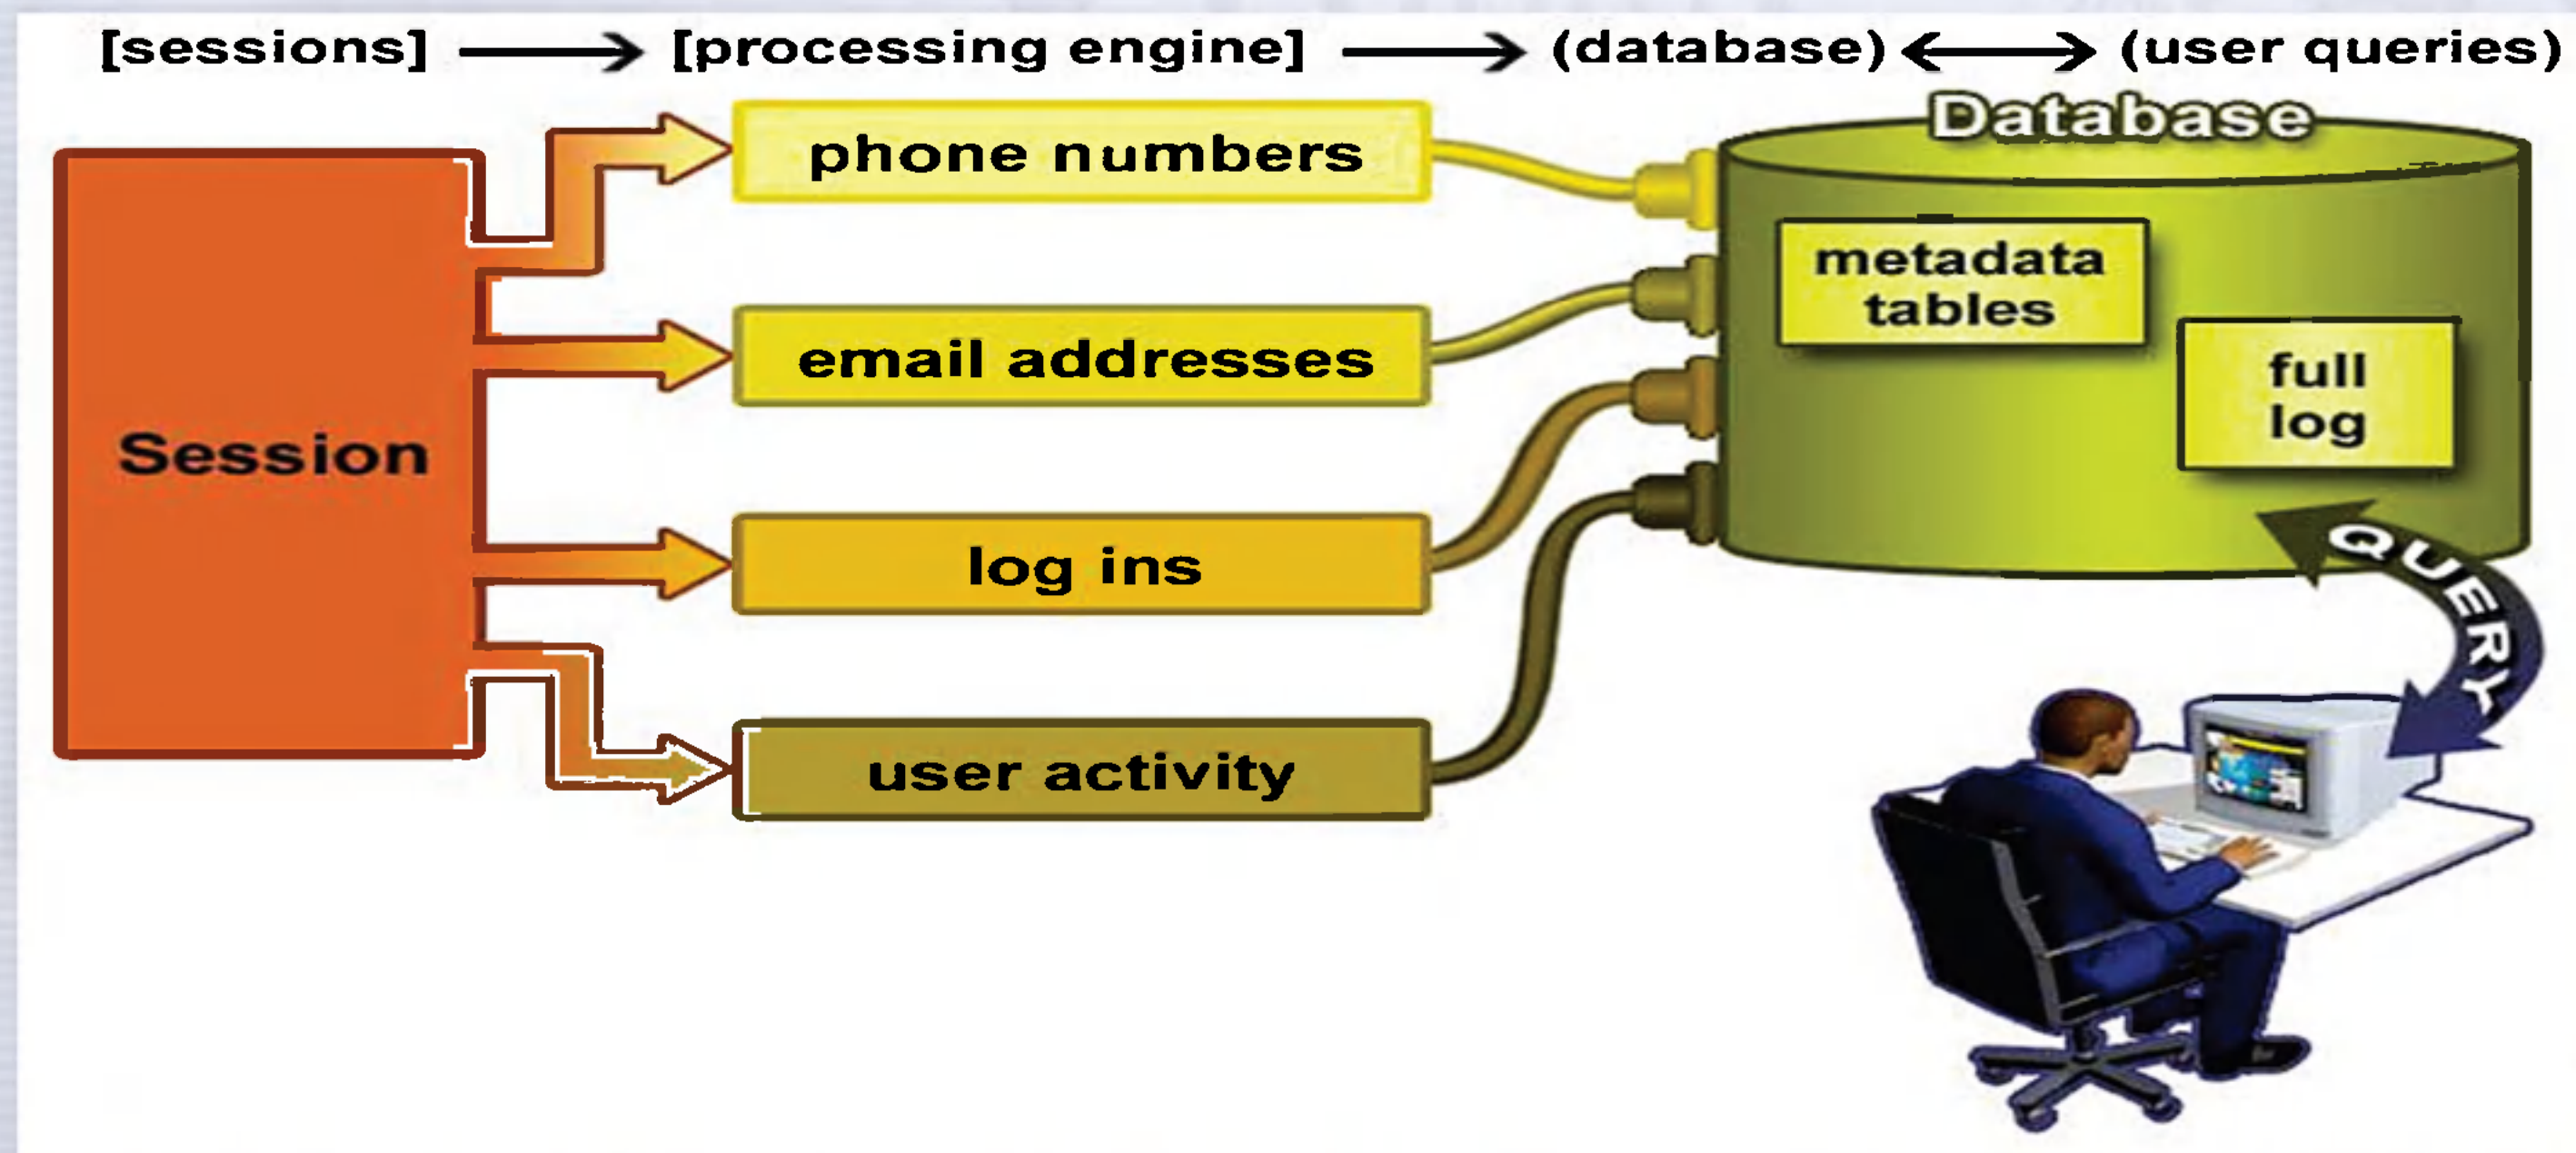 [sessions] → [processing engine] → (database) ↔ (user queries)
Database
phone numbers
metadata
tables
email addresses
full
log
Session
log ins
QUERY
user activity